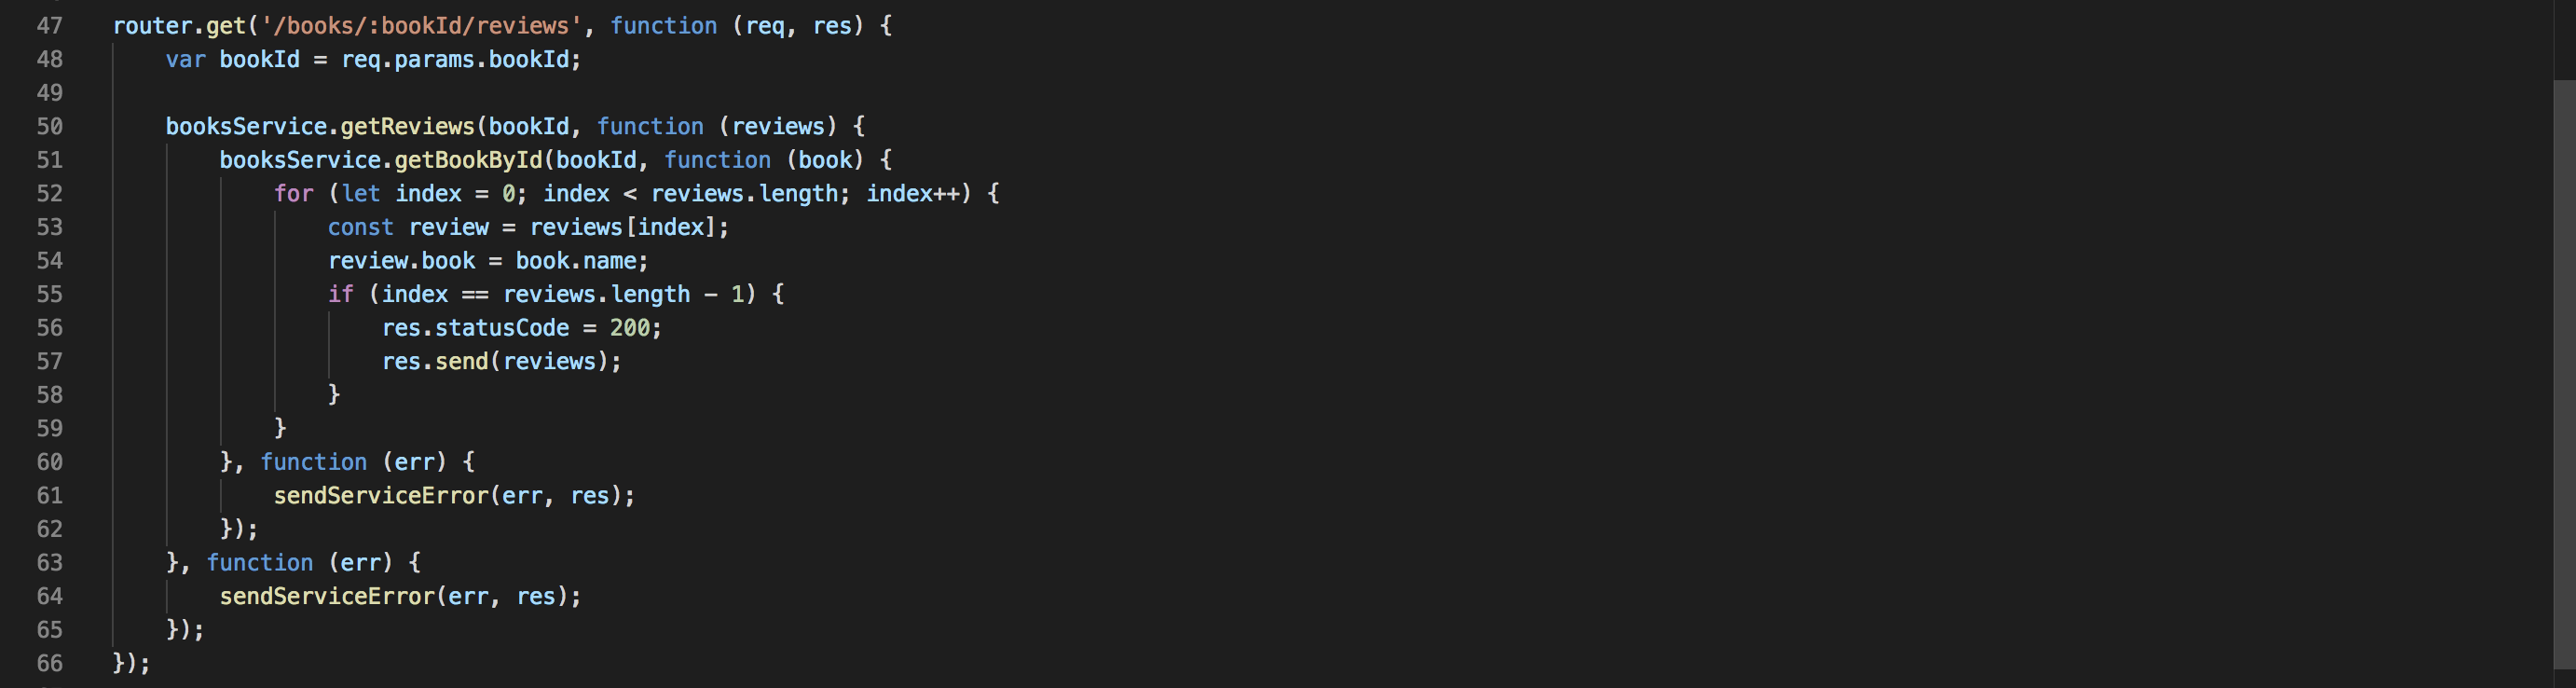 47 router.get('/books/:bookId/reviews', function (req, res) {
48     var bookId = req.params.bookId;
49
50     booksService.getReviews(bookId, function (reviews) {
51         booksService.getBookById(bookId, function (book) {
52             for (let index = 0; index < reviews.length; index++) {
53                 const review = reviews[index];
54                 review.book = book.name;
55                 if (index == reviews.length - 1) {
56                     res.statusCode = 200;
57                     res.send(reviews);
58                 }
59             }
60         }, function (err) {
61             sendServiceError(err, res);
62         });
63     }, function (err) {
64         sendServiceError(err, res);
65     });
66 });